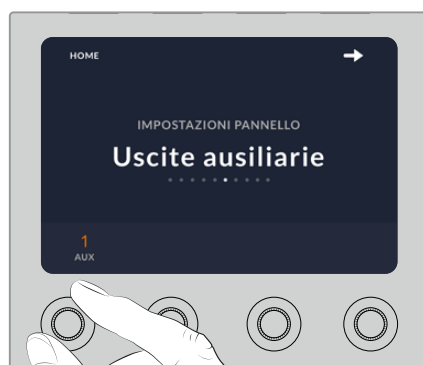 HOME
IMPOSTAZIONI PANNELLO
Uscite ausiliarie
1
AUX